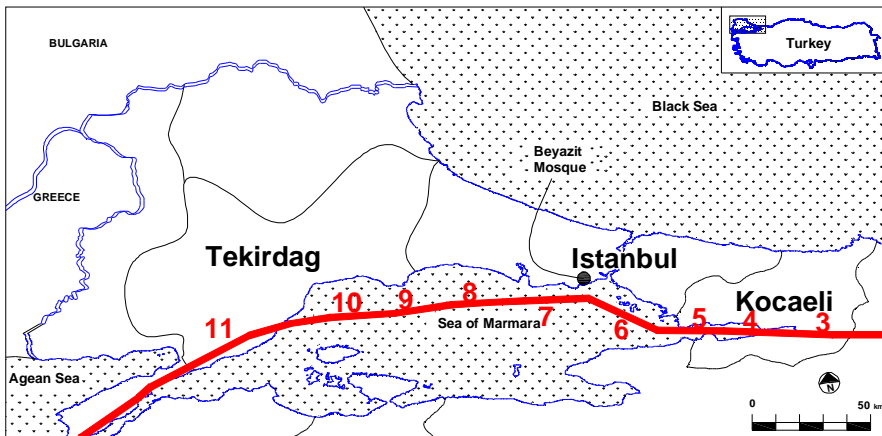 BULGARIA
Turkey
Black Sea
Beyazit
Mosque
GREECE
Tekirdag
Istanbul
Kocaeli
11
10
9
8
7
6
5
4
3
Sea of Marmara
Agean Sea
N
0
50 km